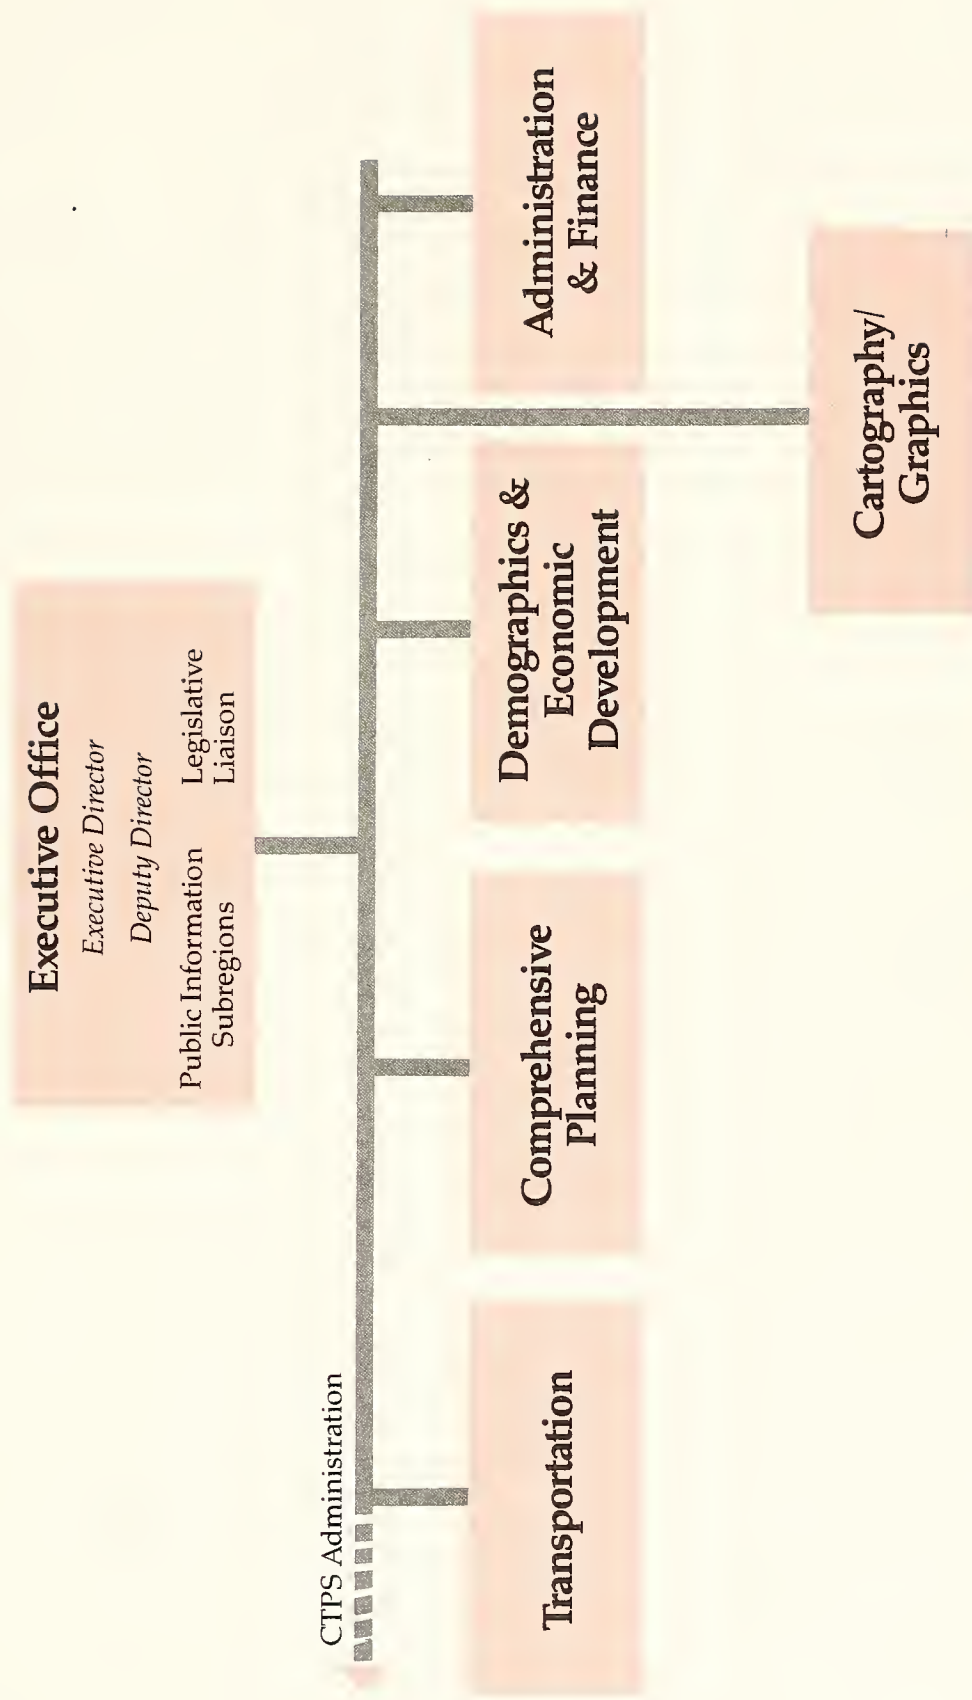 Executive Office
Executive Director
Deputy Director
Public Information
Subregions
Legislative
Liaison
CTPS Administration
Transportation
Comprehensive
Planning
Demographics &
Economic
Development
Administration
& Finance
Cartography/
Graphics